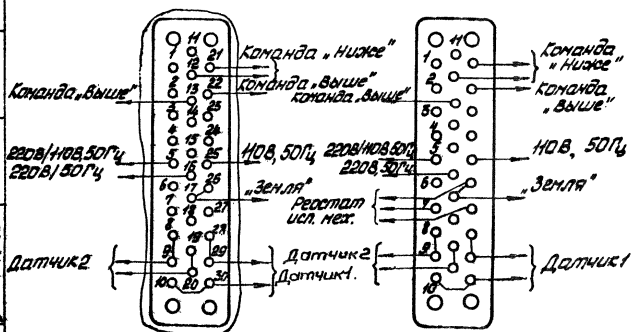 11
1
21
12
Команда „Ниже"
2
22
Команда „Выше"
Команда „Выше"
13
3
14
23
4
15
24
220В/110В,50Гц
5
25
110В, 50Гц
220В/50Гц
16
6
26
„Земля"
17
7
27
18
8
28
19
Датчик2.
9
29
20
10
30
Датчик1.
11
1
Команда
„Ниже"
2
Команда
„Выше"
Команда „Выше"
3
4
220В/110В,50Гц
5
110В, 50Гц
220В,50Гц
6
„Земля"
Реостат
исп. мех.
7
8
Датчик2
9
Датчик1
10